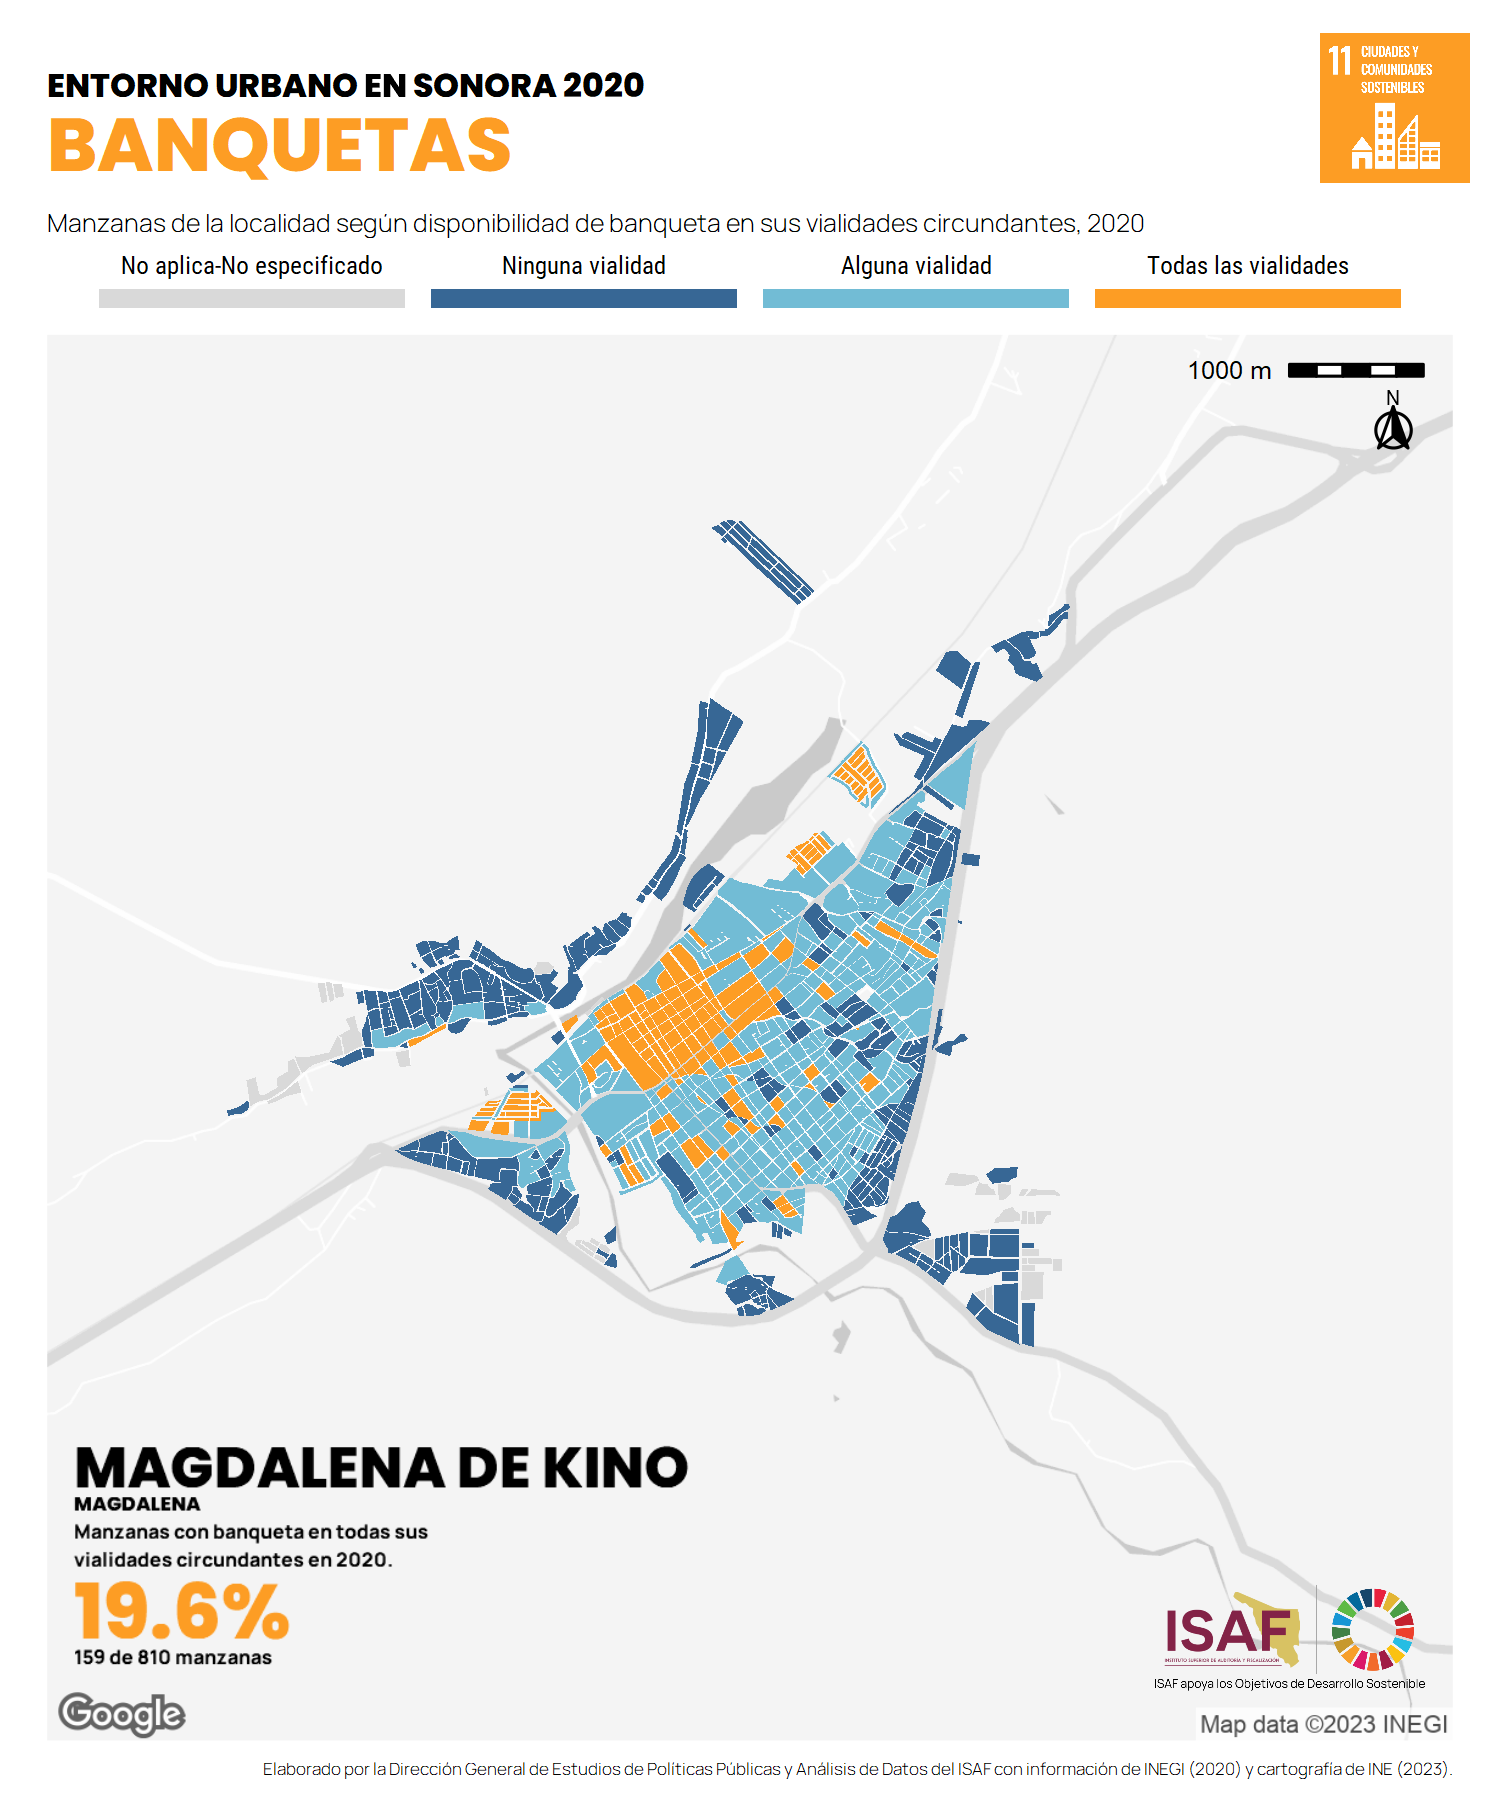 ENTORNO URBANO EN SONORA 2020
BANQUETAS
11 CIUDADES Y
COMUNIDADES
SOSTENIBLES
Manzanas de la localidad según disponibilidad de banqueta en sus vialidades circundantes, 2020
No aplica-No especificado
Ninguna vialidad
Alguna vialidad
Todas las vialidades
1000 m
N
MAGDALENA DE KINO
MAGDALENA
Manzanas con banqueta en todas sus
vialidades circundantes en 2020.
19.6%
159 de 810 manzanas
Google
ISAF
INSTITUTO SUPERIOR DE AUDITORÍA Y FISCALIZACIÓN
ISAF apoya los Objetivos de Desarrollo Sostenible
Map data ©2023 INEGI
Elaborado por la Dirección General de Estudios de Políticas Públicas y Análisis de Datos del ISAF con información de INEGI (2020) y cartografía de INE (2023).